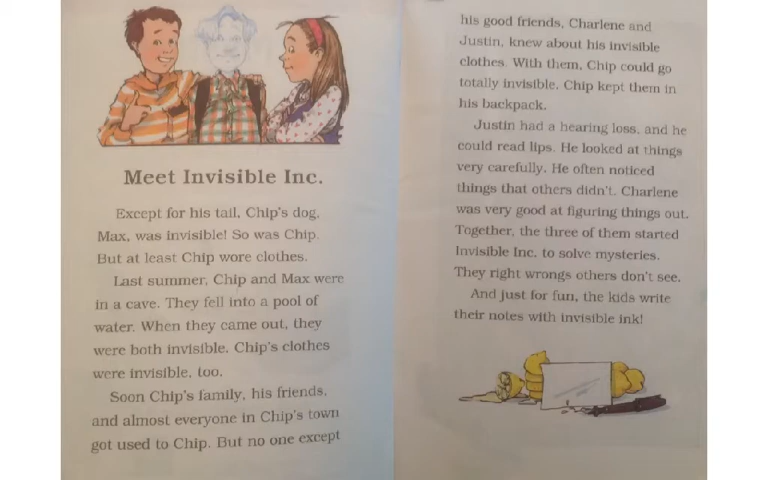 Meet Invisible Inc.
Except for his tail, Chip's dog,
Max, was invisible! So was Chip.
But at least Chip wore clothes.
Last summer, Chip and Max were
in a cave. They fell into a pool of
water. When they came out, they
were both invisible. Chip's clothes
were invisible, too.
Soon Chip's family, his friends,
and almost everyone in Chip's town
got used to Chip. But no one except
his good friends, Charlene and
Justin, knew about his invisible
clothes. With them, Chip could go
totally invisible. Chip kept them in
his backpack.
Justin had a hearing loss, and he
could read lips. He looked at things
very carefully. He often noticed
things that others didn't. Charlene
was very good at figuring things out.
Together, the three of them started
Invisible Inc. to solve mysteries.
They right wrongs others don't see.
And just for fun, the kids write
their notes with invisible ink!